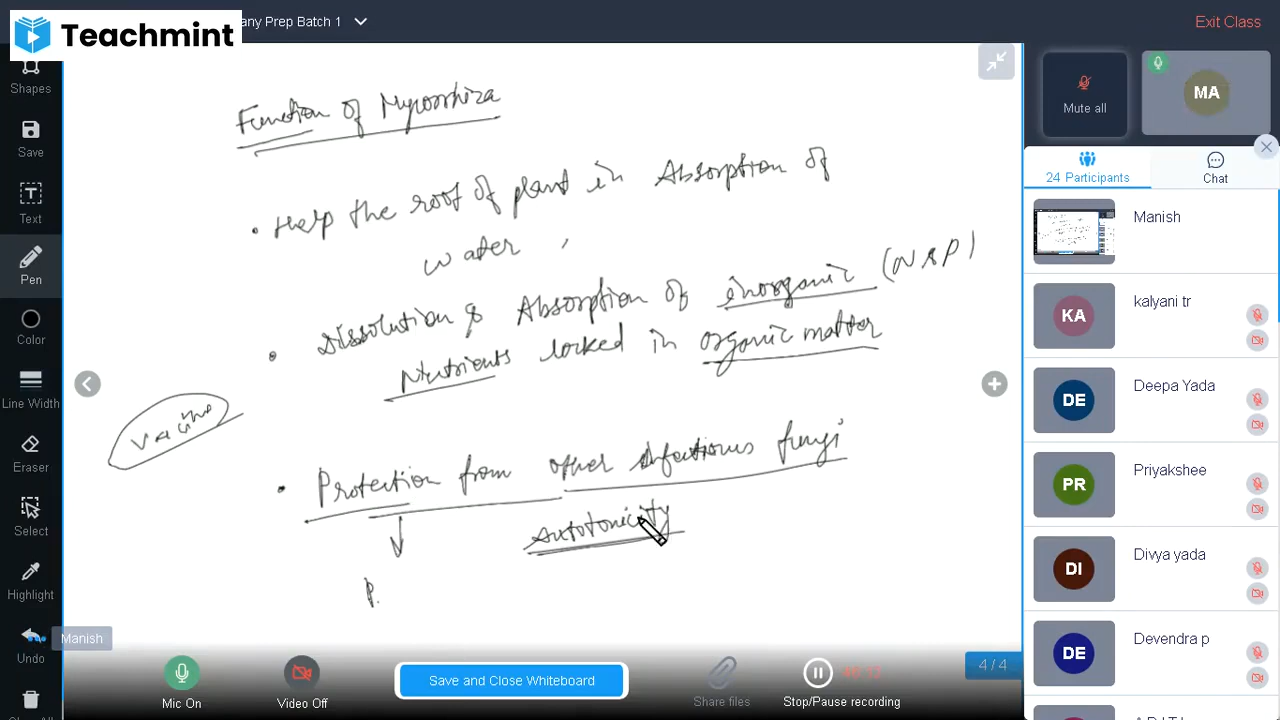 Teachmint
any Prep Batch 1
Exit Class
Shapes
Save
Text
Pen
Color
Line Width
Eraser
Select
Highlight
Undo
Manish
Function of Mycorrhiza
• Help the root of plant in Absorption of
water,
• Dissolution & Absorption of inorganic (N & P)
Nutrients locked in organic matter
Vaccine
• Protection from other infectious fungi
Autotonicity
P.
Mute all
MA
24 Participants
Chat
Manish
KA
kalyani tr
DE
Deepa Yada
PR
Priyakshee
DI
Divya yada
DE
Devendra p
4 / 4
Mic On
Video Off
Save and Close Whiteboard
Share files
Stop/Pause recording